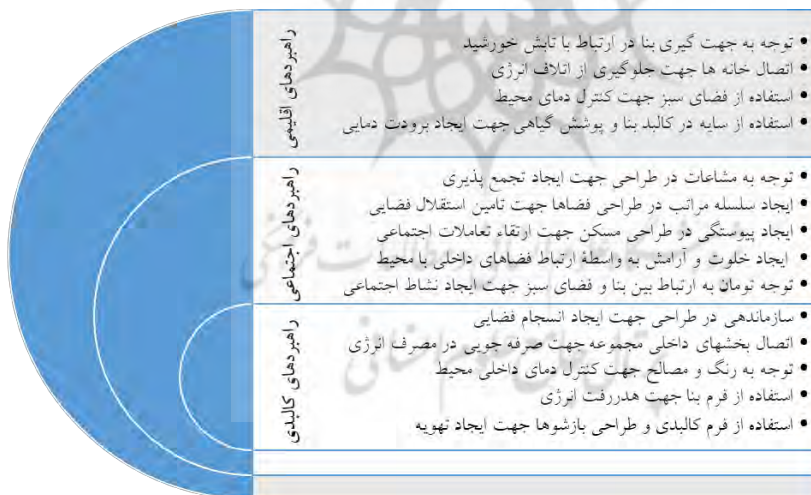 راهبردهای اقلیمی
• توجه به جهت گیری بنا در ارتباط با تابش خورشید
• اتصال خانه ها جهت جلوگیری از اتلاف انرژی
• استفاده از فضای سبز جهت کنترل دمای محیط
• استفاده از سایه در کالبد بنا و پوشش گیاهی جهت ایجاد برودت دمایی
راهبردهای اجتماعی
• توجه به مشاعات در طراحی جهت ایجاد تجمع پذیری
• ایجاد سلسله مراتب در طراحی فضاها جهت تامین استقلال فضایی
• ایجاد پیوستگی در طراحی مسکن جهت ارتقاء تعاملات اجتماعی
• ایجاد خلوت و آرامش به واسطهٔ ارتباط فضاهای داخلی با محیط
• توجه تومان به ارتباط بین بنا و فضای سبز جهت ایجاد نشاط اجتماعی
راهبردهای کالبدی
• سازماندهی در طراحی جهت ایجاد انسجام فضایی
• اتصال بخشهای داخلی مجموعه جهت صرفه جویی در مصرف انرژی
• توجه به رنگ و مصالح جهت کنترل دمای داخلی محیط
• استفاده از فرم بنا جهت هدررفت انرژی
• استفاده از فرم کالبدی و طراحی بازشوها جهت ایجاد تهویه